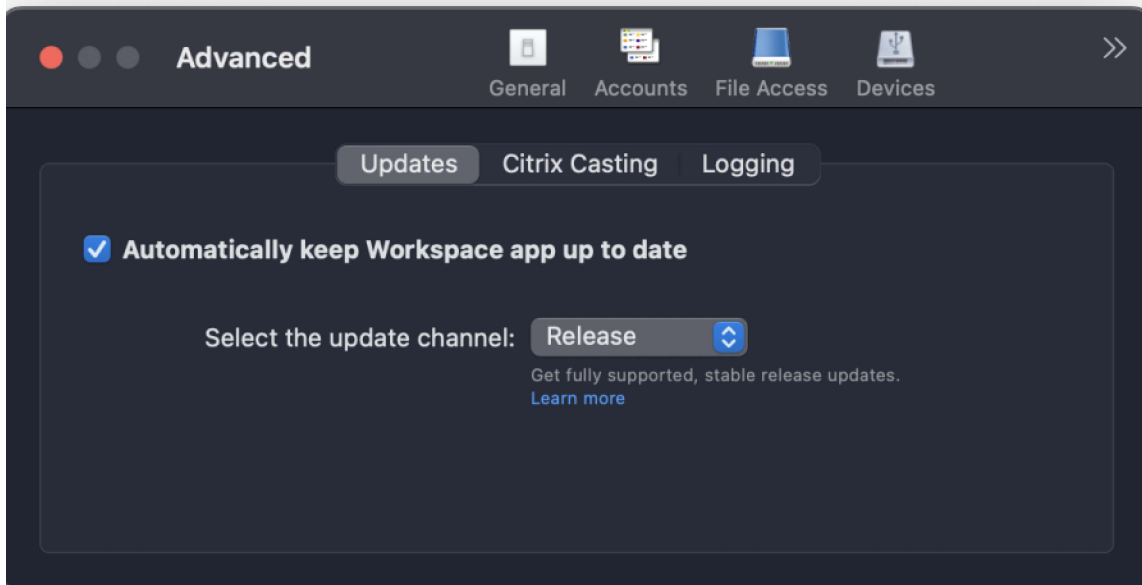 Advanced
General Accounts File Access Devices
Updates Citrix Casting Logging
Automatically keep Workspace app up to date
Select the update channel: Release
Get fully supported, stable release updates.
Learn more